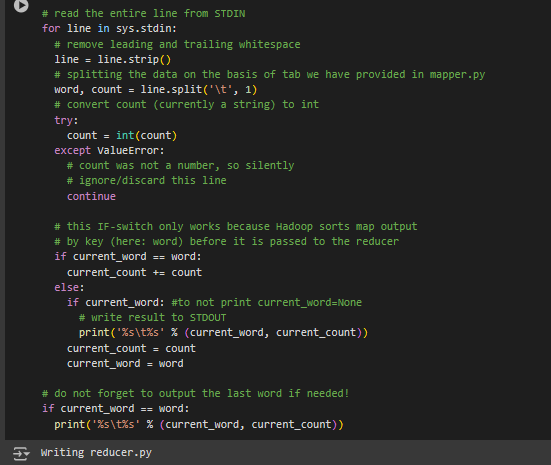 # read the entire line from STDIN
for line in sys.stdin:
  # remove leading and trailing whitespace
  line = line.strip()
  # splitting the data on the basis of tab we have provided in mapper.py
  word, count = line.split('\t', 1)
  # convert count (currently a string) to int
  try:
    count = int(count)
  except ValueError:
    # count was not a number, so silently
    # ignore/discard this line
    continue

  # this IF-switch only works because Hadoop sorts map output
  # by key (here: word) before it is passed to the reducer
  if current_word == word:
    current_count += count
  else:
    if current_word: #to not print current_word=None
      # write result to STDOUT
      print('%s\t%s' % (current_word, current_count))
    current_count = count
    current_word = word

# do not forget to output the last word if needed!
if current_word == word:
  print('%s\t%s' % (current_word, current_count))
Writing reducer.py